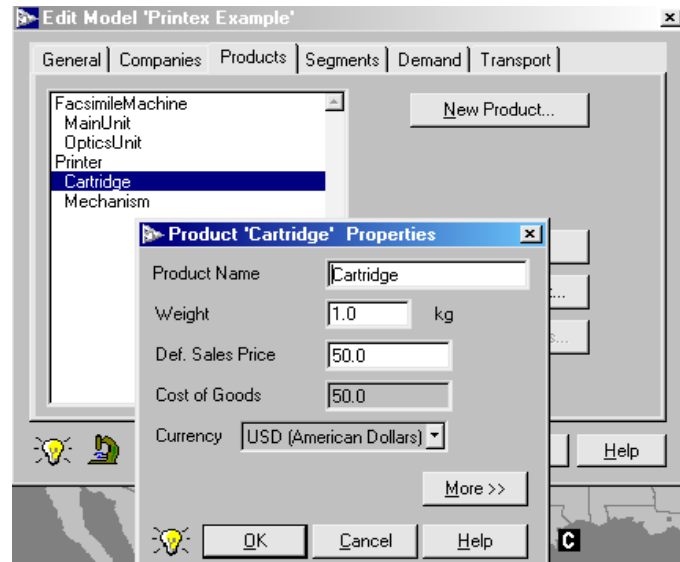 Edit Model 'Printex Example'
General Companies Products Segments Demand Transport
FacsimileMachine
MainUnit
OpticsUnit
Printer
Cartridge
Mechanism
New Product...
Product 'Cartridge' Properties
Product Name Cartridge
Weight 1.0 kg
Def. Sales Price 50.0
Cost of Goods 50.0
Currency USD (American Dollars)
More >>
OK Cancel Help
Help
C